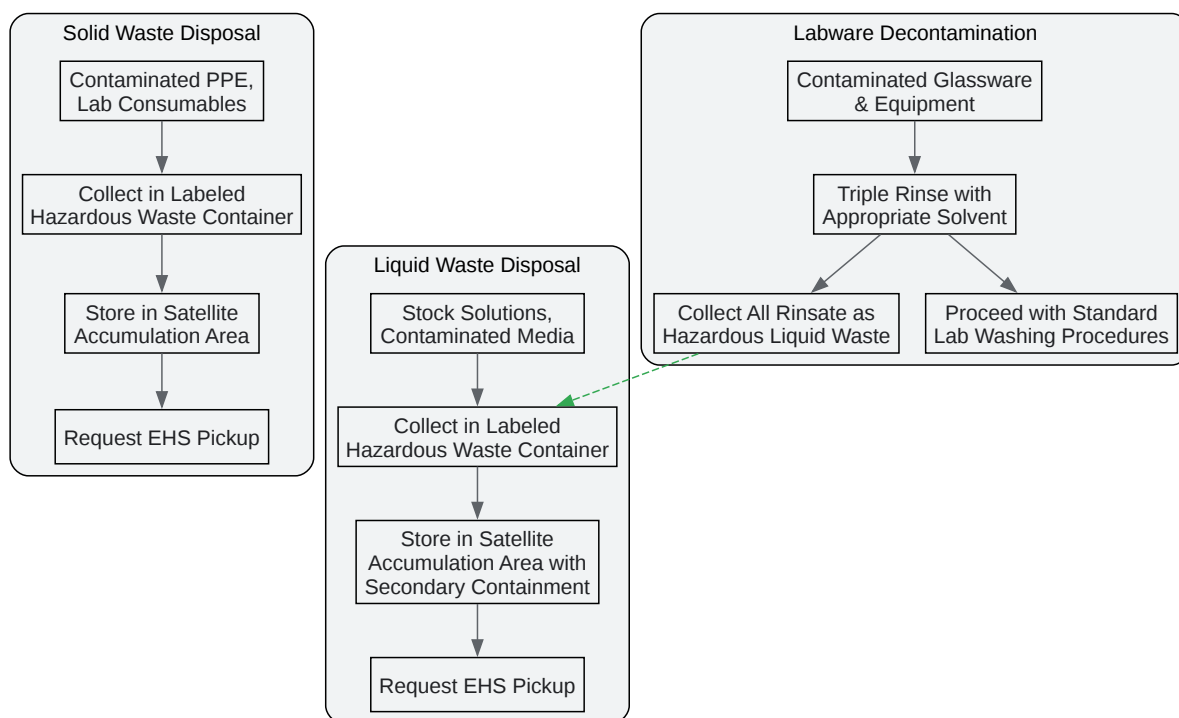 Solid Waste Disposal
Contaminated PPE,
Lab Consumables
Collect in Labeled
Hazardous Waste Container
Store in Satellite
Accumulation Area
Request EHS Pickup
Liquid Waste Disposal
Stock Solutions,
Contaminated Media
Collect in Labeled
Hazardous Waste Container
Store in Satellite
Accumulation Area with
Secondary Containment
Request EHS Pickup
Labware Decontamination
Contaminated Glassware
& Equipment
Triple Rinse with
Appropriate Solvent
Collect All Rinsate as
Hazardous Liquid Waste
Proceed with Standard
Lab Washing Procedures